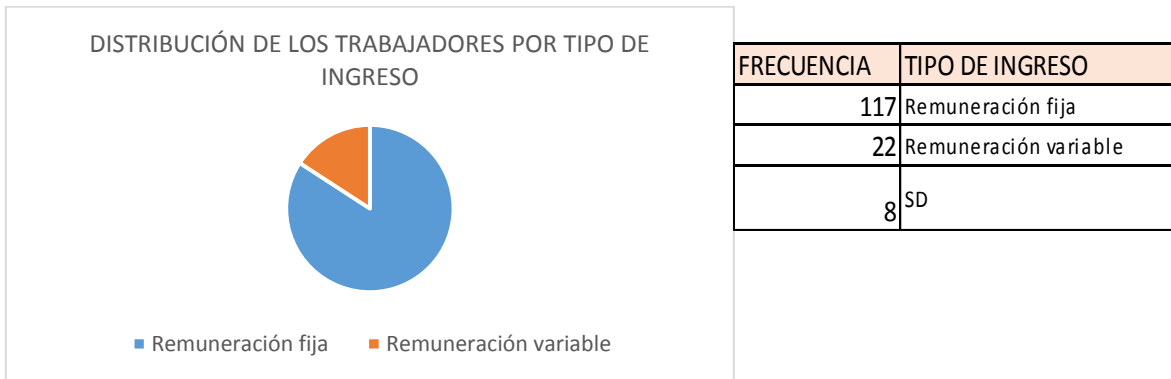 DISTRIBUCIÓN DE LOS TRABAJADORES POR TIPO DE
INGRESO
Remuneración fija Remuneración variable
FRECUENCIA TIPO DE INGRESO
117 Remuneración fija
22 Remuneración variable
8 SD